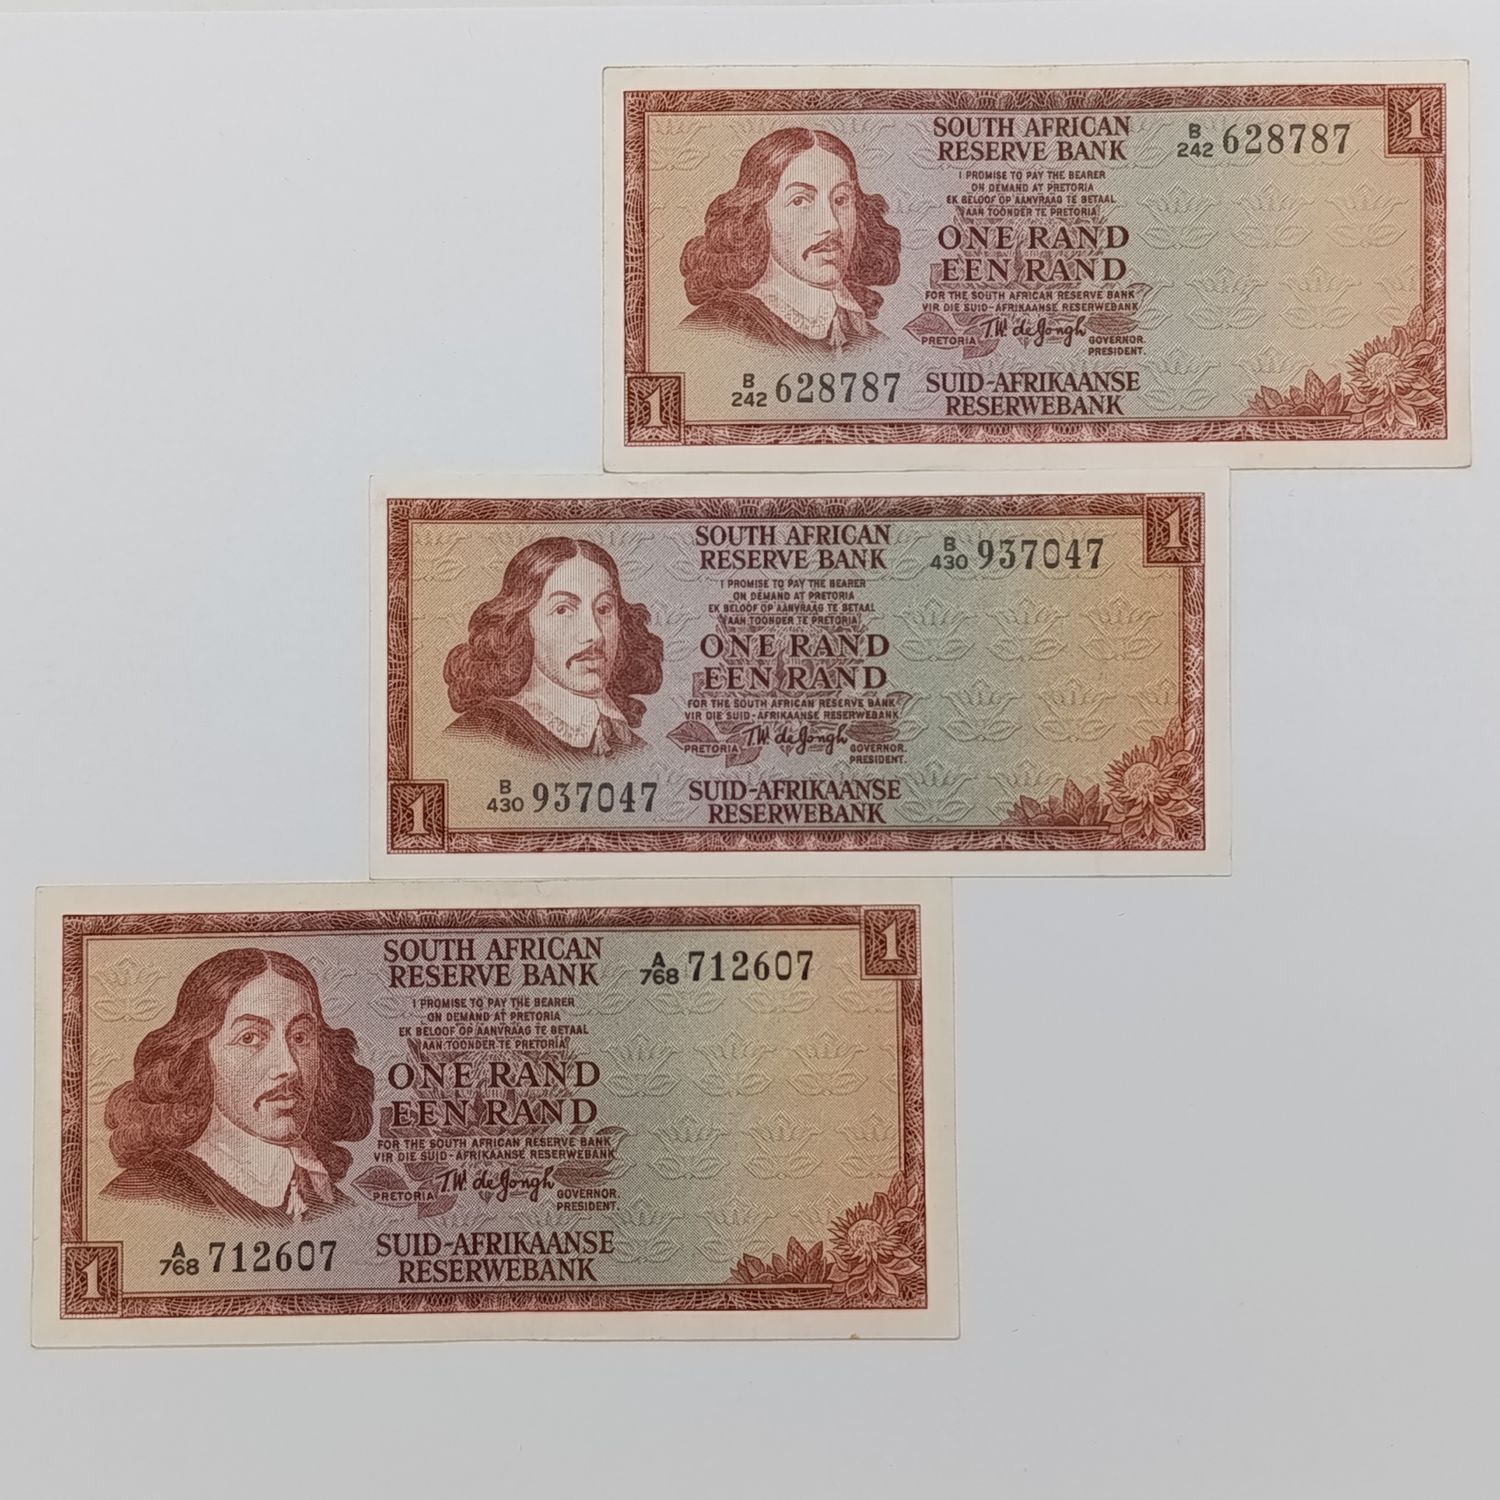 1
SOUTH AFRICAN
RESERVE BANK
B
242 628787
I PROMISE TO PAY THE BEARER
ON DEMAND AT PRETORIA
EK BELOOF OP AANVRAAG TE BETAAL
AAN TOONDER TE PRETORIA
ONE RAND
EEN RAND
FOR THE SOUTH AFRICAN RESERVE BANK
VIR DIE SUID-AFRIKAANSE RESERWEBANK
T.W. de Jongh
PRETORIA GOVERNOR.
PRESIDENT.
B
242 628787
SUID-AFRIKAANSE
RESERWEBANK
1
1
SOUTH AFRICAN
RESERVE BANK
B
430 937047
I PROMISE TO PAY THE BEARER
ON DEMAND AT PRETORIA
EK BELOOF OP AANVRAAG TE BETAAL
AAN TOONDER TE PRETORIA
ONE RAND
EEN RAND
FOR THE SOUTH AFRICAN RESERVE BANK
VIR DIE SUID-AFRIKAANSE RESERWEBANK
T.W. de Jongh
PRETORIA GOVERNOR.
PRESIDENT.
B
430 937047
SUID-AFRIKAANSE
RESERWEBANK
1
1
SOUTH AFRICAN
RESERVE BANK
A
768 712607
I PROMISE TO PAY THE BEARER
ON DEMAND AT PRETORIA
EK BELOOF OP AANVRAAG TE BETAAL
AAN TOONDER TE PRETORIA
ONE RAND
EEN RAND
FOR THE SOUTH AFRICAN RESERVE BANK
VIR DIE SUID-AFRIKAANSE RESERWEBANK
T.W. de Jongh
PRETORIA GOVERNOR.
PRESIDENT.
A
768 712607
SUID-AFRIKAANSE
RESERWEBANK
1